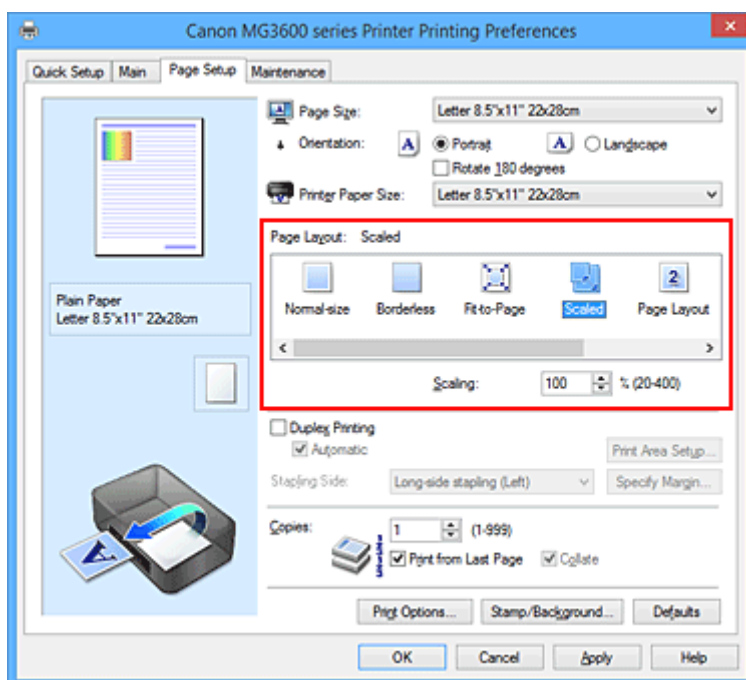 Canon MG3600 series Printer Printing Preferences
Quick Setup Main Page Setup Maintenance
Page Size: Letter 8.5"x11" 22x28cm
Orientation: A Portrait A Landscape
Rotate 180 degrees
Printer Paper Size: Letter 8.5"x11" 22x28cm
Page Layout: Scaled
Normal-size Borderless Fit-to-Page Scaled Page Layout
Scaling: 100 % (20-400)
Plain Paper
Letter 8.5"x11" 22x28cm
Duplex Printing
Automatic
Print Area Setup...
Stapling Side: Long-side stapling (Left) Specify Margin...
Copies: 1 (1-999)
Print from Last Page Collate
Print Options... Stamp/Background... Defaults
OK Cancel Apply Help